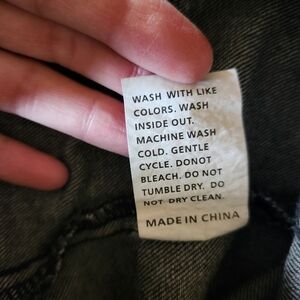 WASH WITH LIKE
COLORS. WASH
INSIDE OUT.
MACHINE WASH
COLD. GENTLE
CYCLE. DONOT
BLEACH. DO NOT
TUMBLE DRY. DO
NOT DRY CLEAN.
MADE IN CHINA